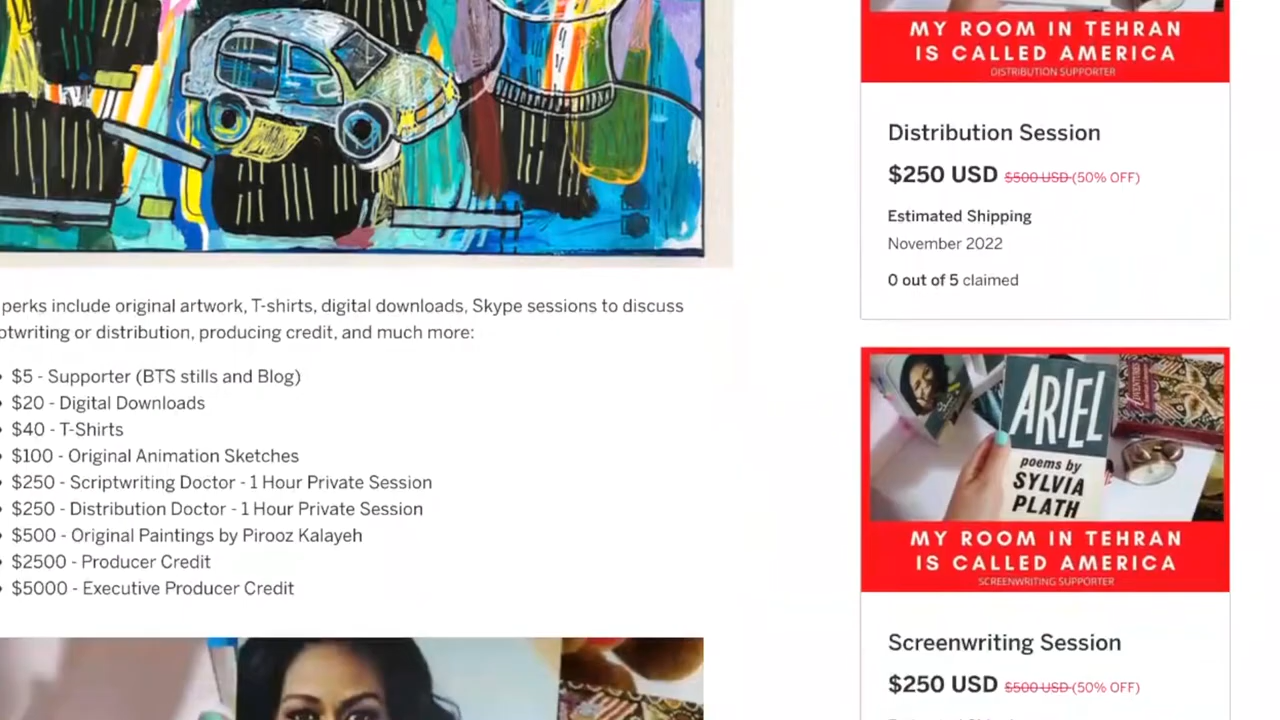 perks include original artwork, T-shirts, digital downloads, Skype sessions to discuss
otwriting or distribution, producing credit, and much more:
$5 - Supporter (BTS stills and Blog)
$20 - Digital Downloads
$40 - T-Shirts
$100 - Original Animation Sketches
$250 - Scriptwriting Doctor - 1 Hour Private Session
$250 - Distribution Doctor - 1 Hour Private Session
$500 - Original Paintings by Pirooz Kalayeh
$2500 - Producer Credit
$5000 - Executive Producer Credit
MY ROOM IN TEHRAN
IS CALLED AMERICA
DISTRIBUTION SUPPORTER
Distribution Session
$250 USD $500 USD (50% OFF)
Estimated Shipping
November 2022
0 out of 5 claimed
ARIEL
poems by
SYLVIA
PLATH
MY ROOM IN TEHRAN
IS CALLED AMERICA
SCREENWRITING SUPPORTER
Screenwriting Session
$250 USD $500 USD (50% OFF)